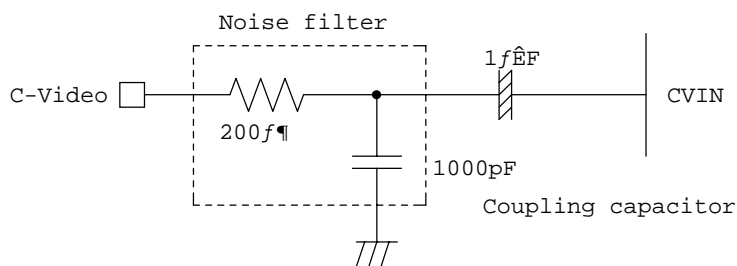 Noise filter
1ƒÊF
C-Video
CVIN
200ƒ¶
1000pF
Coupling capacitor